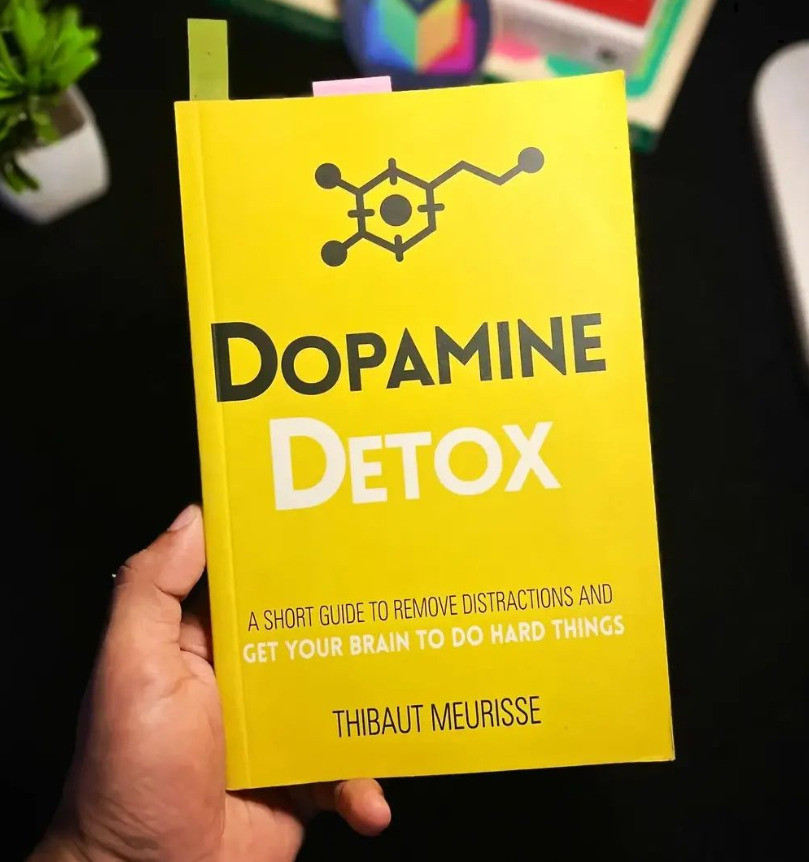 DOPAMINE
DETOX
A SHORT GUIDE TO REMOVE DISTRACTIONS AND
GET YOUR BRAIN TO DO HARD THINGS
THIBAUT MEURISSE